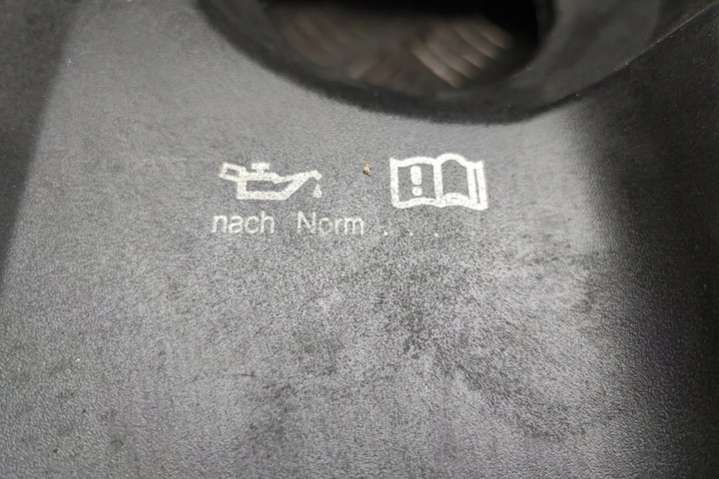 nach Norm . . .